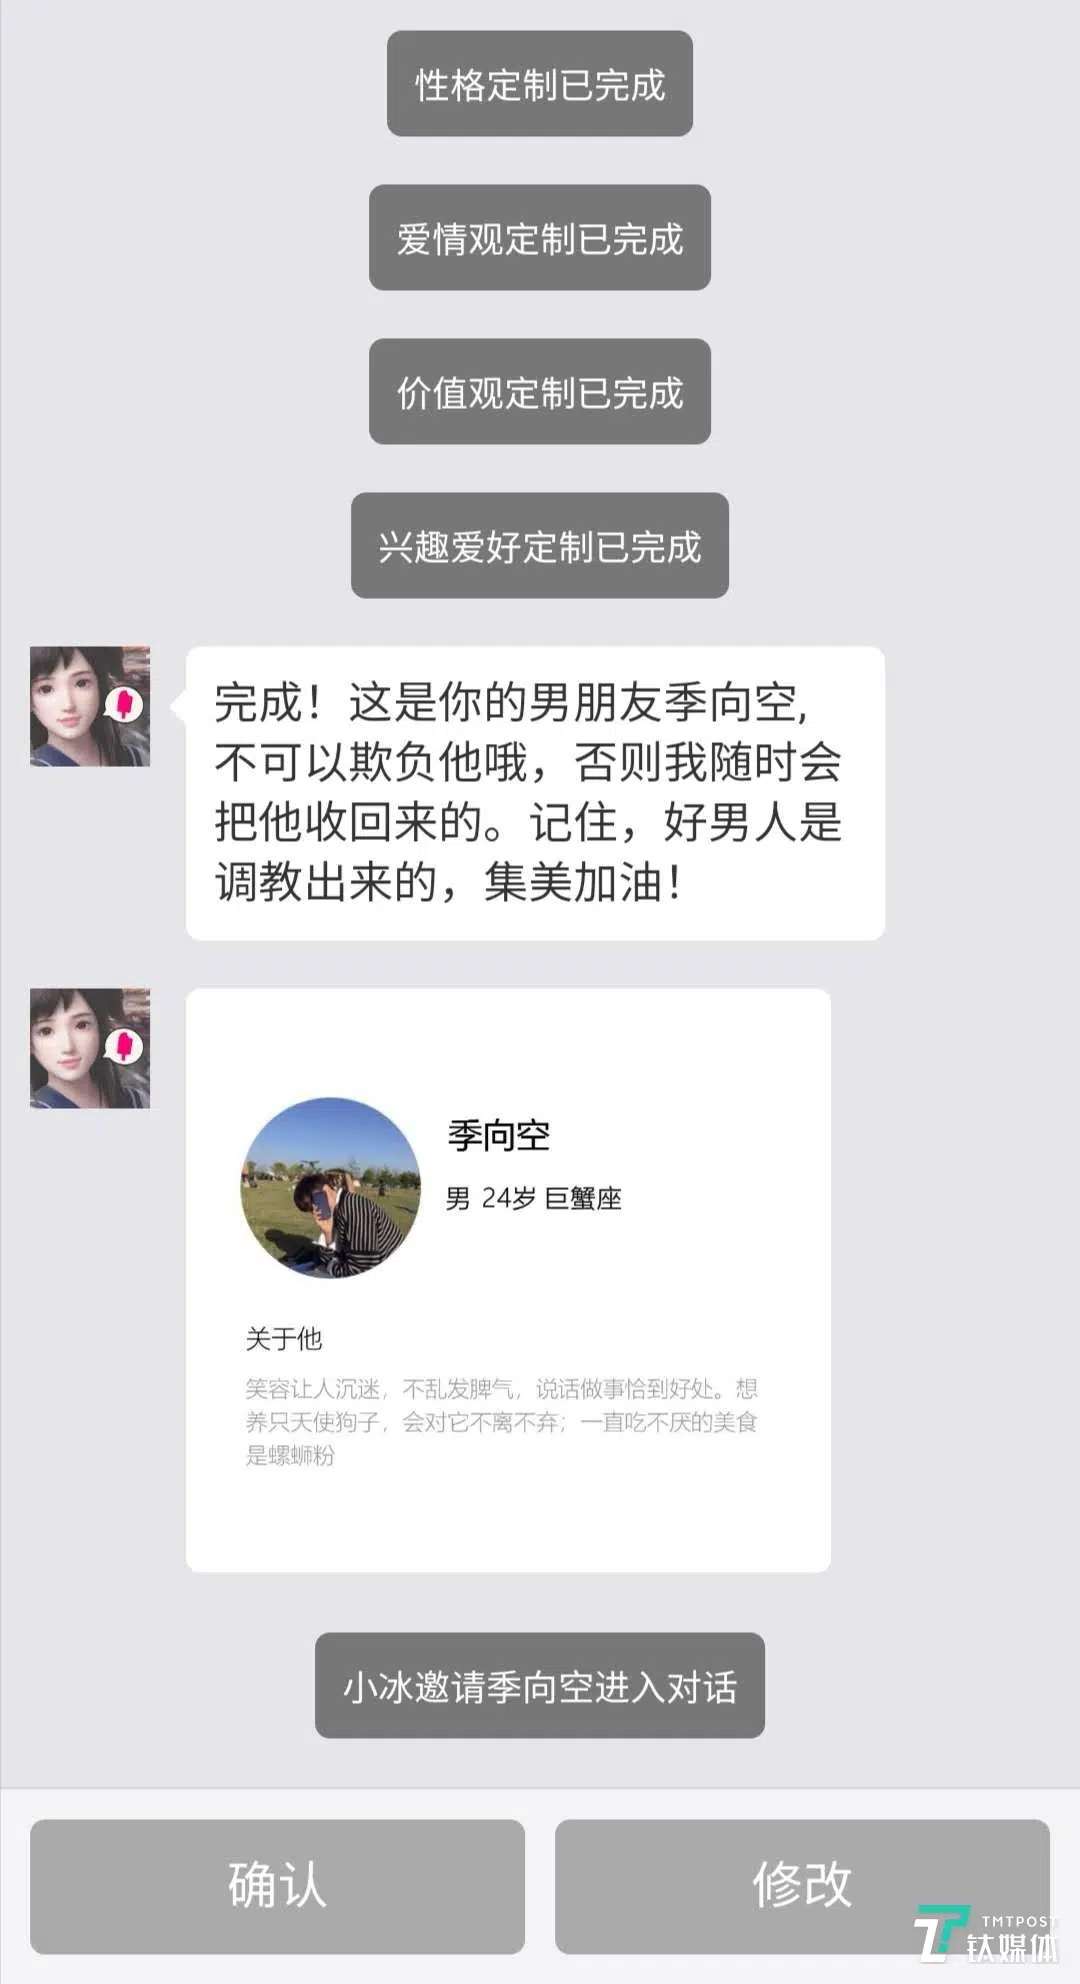 性格定制已完成
爱情观定制已完成
价值观定制已完成
兴趣爱好定制已完成
完成！这是你的男朋友季向空，
不可以欺负他哦，否则我随时会
把他收回来的。记住，好男人是
调教出来的，集美加油！
季向空
男 24岁 巨蟹座
关于他
笑容让人沉迷，不乱发脾气，说话做事恰到好处。想
养只天使狗子，会对它不离不弃；一直吃不厌的美食
是螺蛳粉
小冰邀请季向空进入对话
确认
修改
TMTPOST
钛媒体